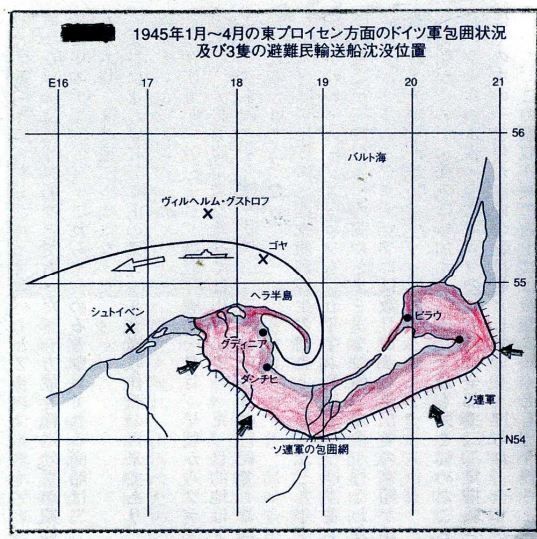 1945年1月～4月の東プロイセン方面のドイツ軍包囲状況
及び3隻の避難民輸送船沈没位置
E16
17
18
19
20
21
56
バルト海
ヴィルヘルム・グストロフ
ゴヤ
55
ヘラ半島
シュトイベン
ピラウ
グディニア
ダンチヒ
ソ連軍
ソ連軍の包囲網
N54